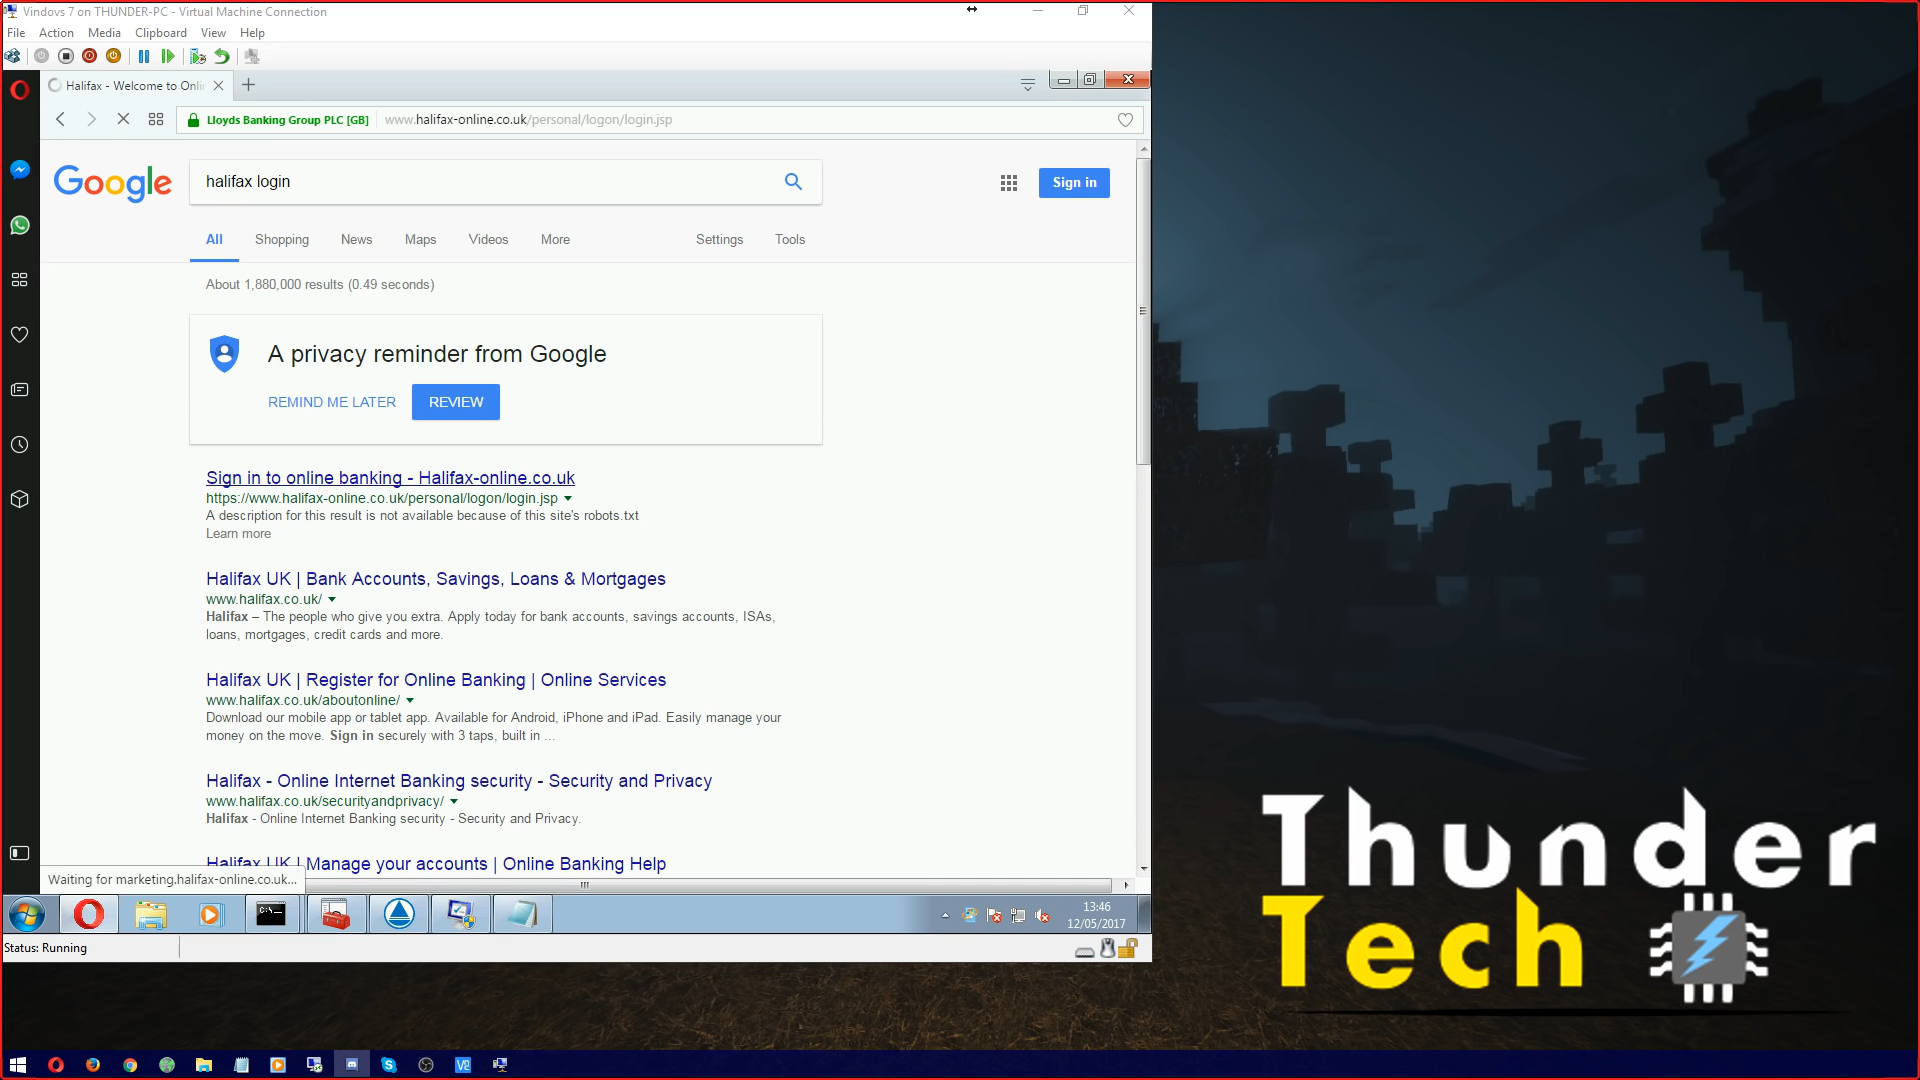 Vindovs 7 on THUNDER-PC - Virtual Machine Connection
File Action Media Clipboard View Help
Halifax - Welcome to Onli
Lloyds Banking Group PLC [GB] www.halifax-online.co.uk/personal/logon/login.jsp
Google
halifax login
Sign in
All Shopping News Maps Videos More Settings Tools
About 1,880,000 results (0.49 seconds)
A privacy reminder from Google
REMIND ME LATER REVIEW
Sign in to online banking - Halifax-online.co.uk
https://www.halifax-online.co.uk/personal/logon/login.jsp
A description for this result is not available because of this site's robots.txt
Learn more
Halifax UK | Bank Accounts, Savings, Loans & Mortgages
www.halifax.co.uk/
Halifax – The people who give you extra. Apply today for bank accounts, savings accounts, ISAs,
loans, mortgages, credit cards and more.
Halifax UK | Register for Online Banking | Online Services
www.halifax.co.uk/aboutonline/
Download our mobile app or tablet app. Available for Android, iPhone and iPad. Easily manage your
money on the move. Sign in securely with 3 taps, built in ...
Halifax - Online Internet Banking security - Security and Privacy
www.halifax.co.uk/securityandprivacy/
Halifax - Online Internet Banking security - Security and Privacy.
Halifax UK | Manage your accounts | Online Banking Help
Waiting for marketing.halifax-online.co.uk...
13:46
12/05/2017
Status: Running
Thunder
Tech